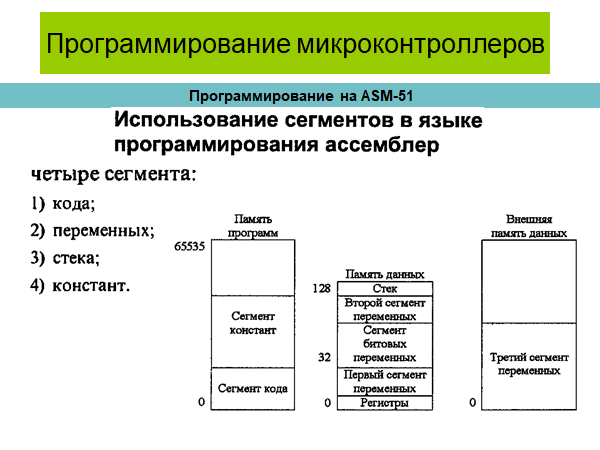 Программирование микроконтроллеров
Программирование на ASM-51
Использование сегментов в языке
программирования ассемблер
четыре сегмента:
1) кода;
2) переменных;
3) стека;
4) констант.
Память
программ
65535
Сегмент
констант
Сегмент кода
0
Память данных
128
Стек
Второй сегмент
переменных
Сегмент
битовых
переменных
32
Первый сегмент
переменных
Регистры
0
Внешняя
память данных
Третий сегмент
переменных
0